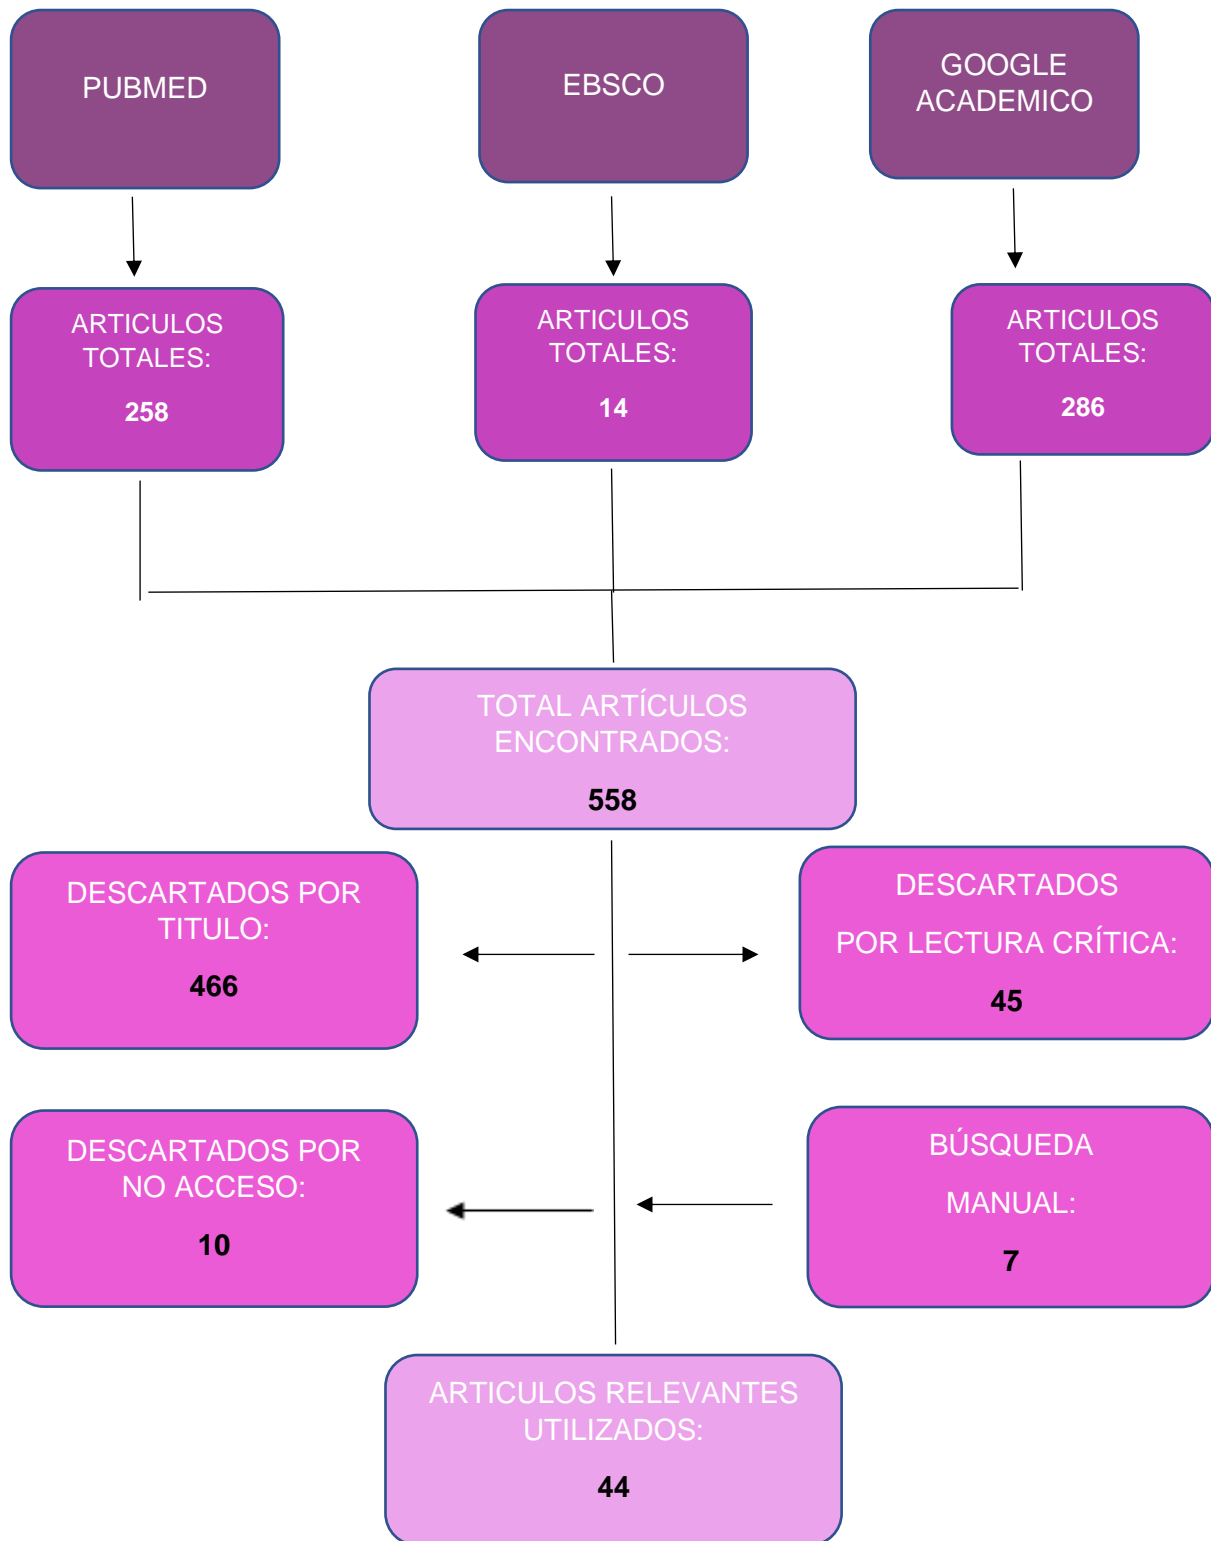 PUBMED
EBSCO
GOOGLE
ACADEMICO
ARTICULOS
TOTALES:
258
ARTICULOS
TOTALES:
14
ARTICULOS
TOTALES:
286
TOTAL ARTÍCULOS
ENCONTRADOS:
558
DESCARTADOS POR
TITULO:
466
DESCARTADOS
POR LECTURA CRÍTICA:
45
DESCARTADOS POR
NO ACCESO:
10
BÚSQUEDA
MANUAL:
7
ARTICULOS RELEVANTES
UTILIZADOS:
44